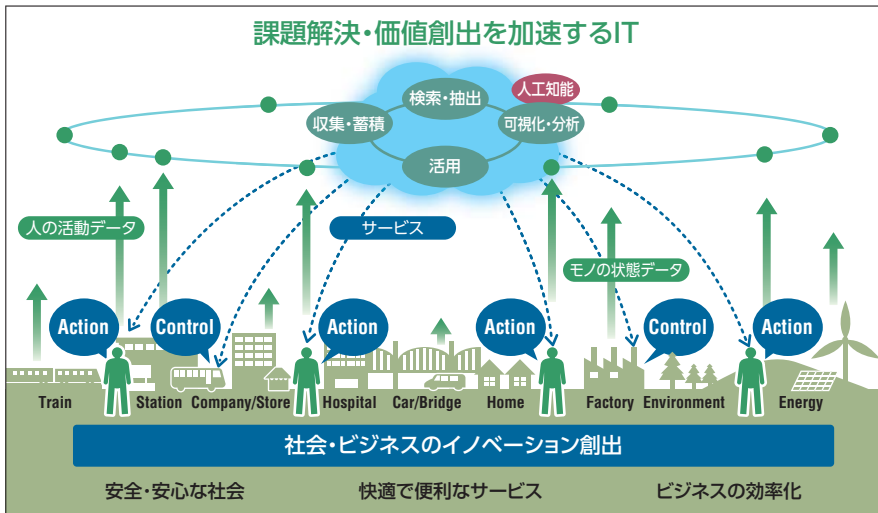 課題解決・価値創出を加速するIT
人工知能
検索・抽出
収集・蓄積
可視化・分析
活用
人の活動データ
サービス
モノの状態データ
Action
Control
Action
Action
Control
Action
Train
Station
Company/Store
Hospital
Car/Bridge
Home
Factory
Environment
Energy
社会・ビジネスのイノベーション創出
安全・安心な社会
快適で便利なサービス
ビジネスの効率化